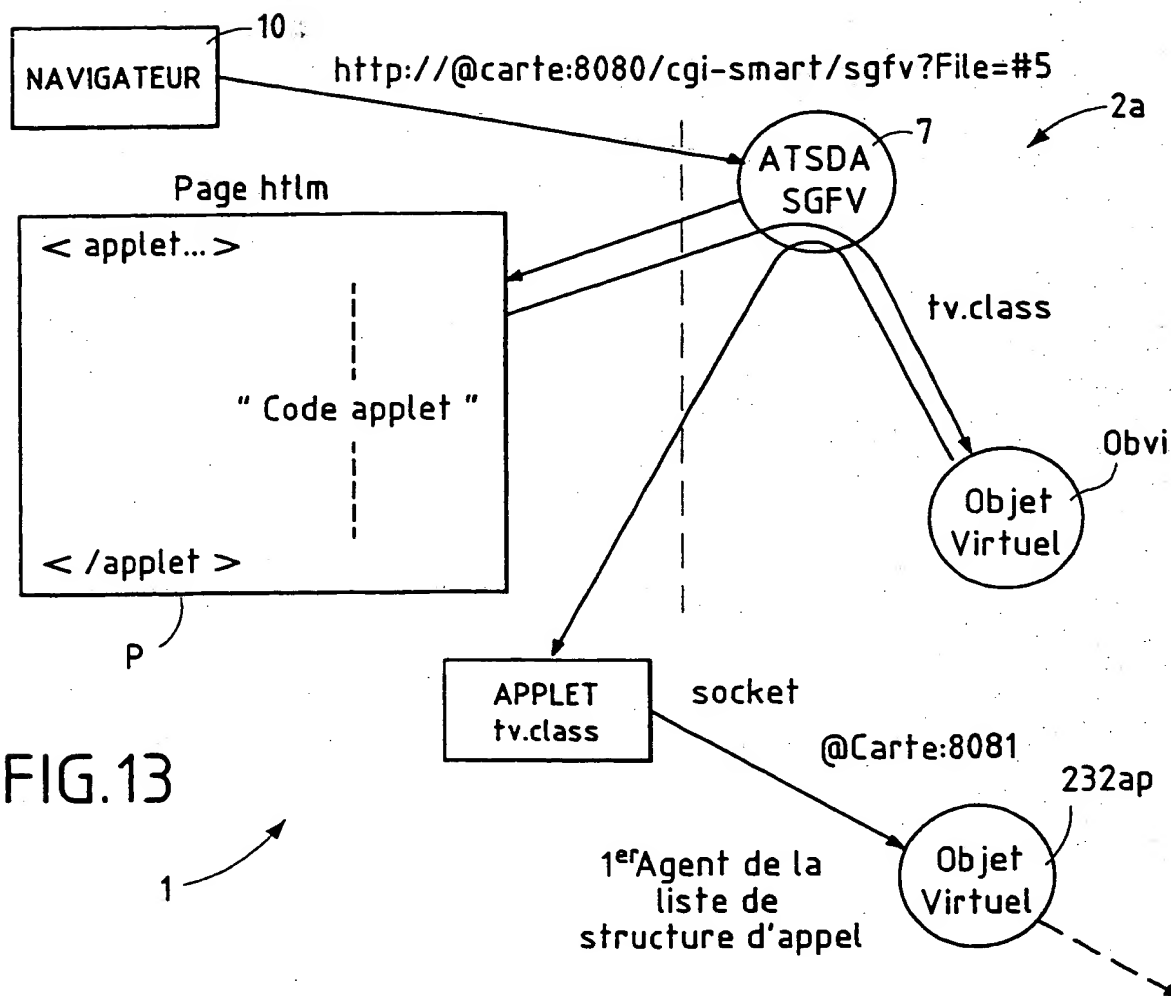 10
NAVIGATEUR
http://@carte:8080/cgi-smart/sgfv?File=#5
2a
7
ATSDA
SGFV
Page htlm
< applet... >
tv.class
" Code applet "
Obvi
Objet
Virtuel
< /applet >
P
APPLET
tv.class
socket
@Carte:8081
FIG.13
232ap
1
Objet
Virtuel
1erAgent de la
liste de
structure d'appel